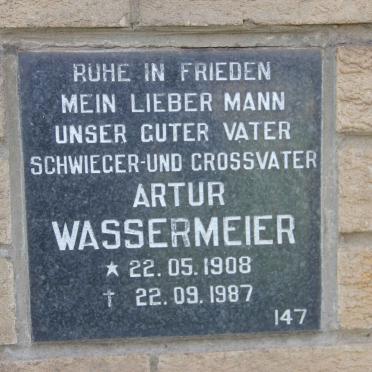 RUHE IN FRIEDEN
MEIN LIEBER MANN
UNSER GUTER VATER
SCHWIEGER-UND GROSSVATER
ARTUR
WASSERMEIER
★ 22.05.1908
† 22.09.1987
147